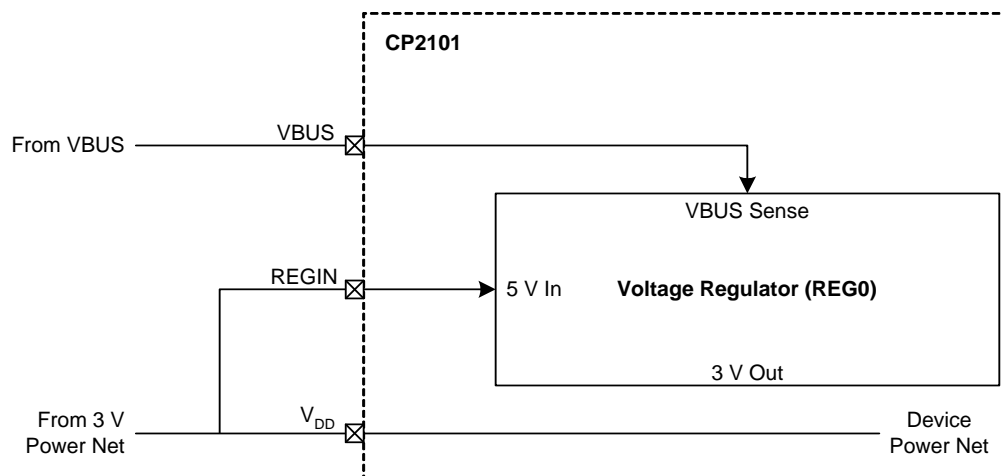 CP2101
VBUS
From VBUS
VBUS Sense
REGIN
5 V In
Voltage Regulator (REG0)
3 V Out
From 3 V
Power Net
VDD
Device
Power Net